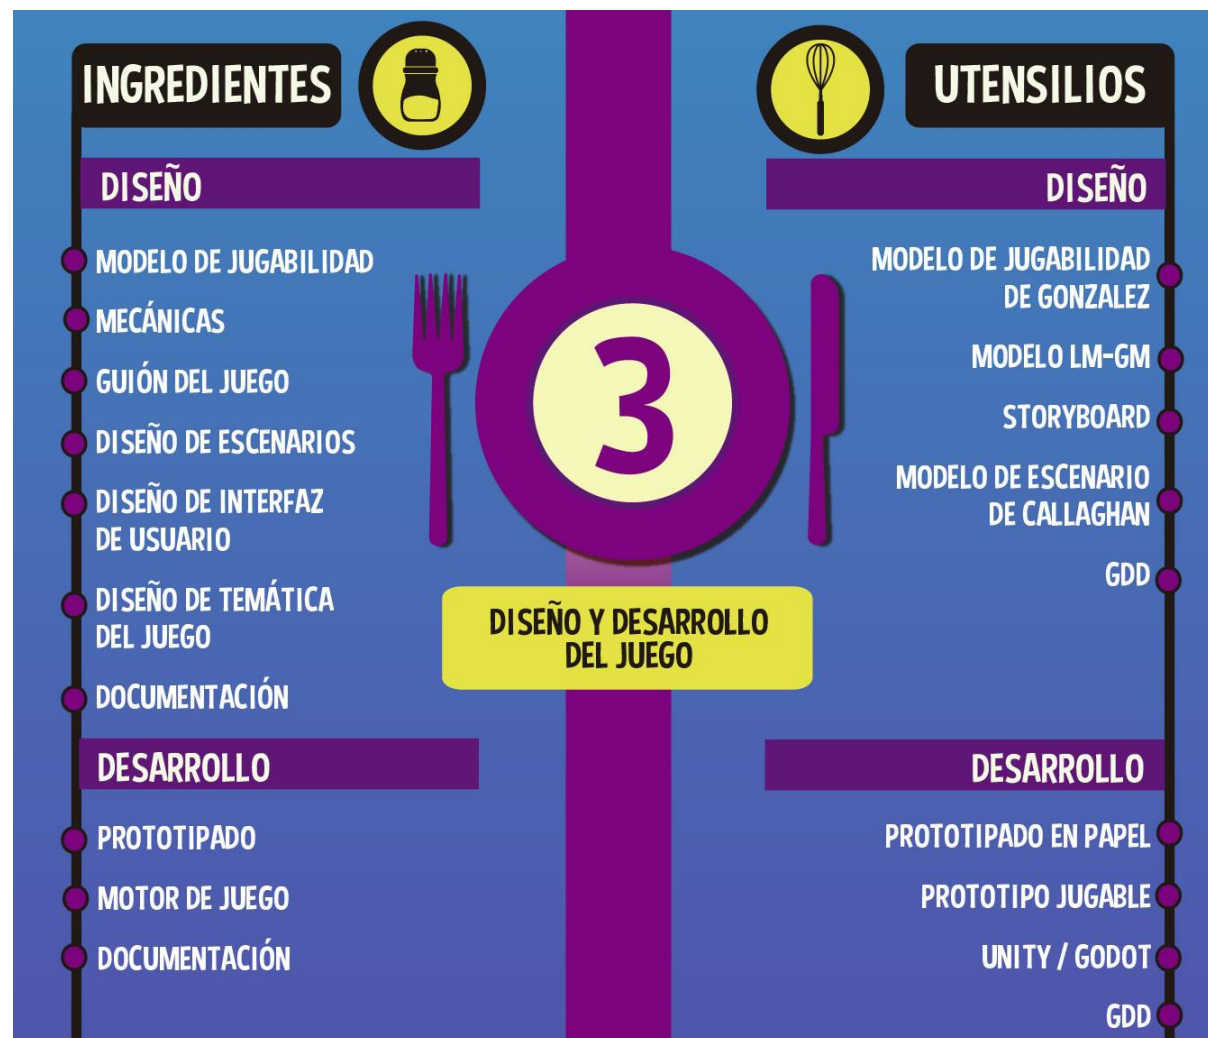 INGREDIENTES
DISEÑO
MODELO DE JUGABILIDAD
MECÁNICAS
GUIÓN DEL JUEGO
DISEÑO DE ESCENARIOS
DISEÑO DE INTERFAZ
DE USUARIO
DISEÑO DE TEMÁTICA
DEL JUEGO
DOCUMENTACIÓN
DESARROLLO
PROTOTIPADO
MOTOR DE JUEGO
DOCUMENTACIÓN
3
DISEÑO Y DESARROLLO
DEL JUEGO
UTENSILIOS
DISEÑO
MODELO DE JUGABILIDAD
DE GONZALEZ
MODELO LM-GM
STORYBOARD
MODELO DE ESCENARIO
DE CALLAGHAN
GDD
DESARROLLO
PROTOTIPADO EN PAPEL
PROTOTIPO JUGABLE
UNITY / GODOT
GDD